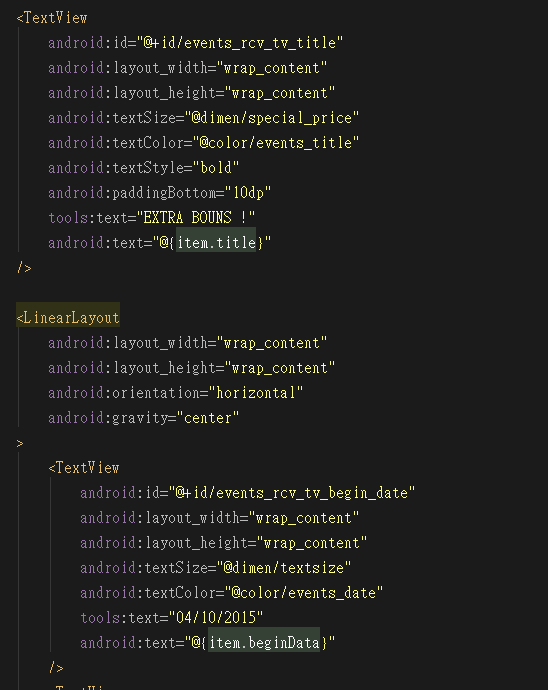 <TextView
android:id="@+id/events_rcv_tv_title"
android:layout_width="wrap_content"
android:layout_height="wrap_content"
android:textSize="@dimen/special_price"
android:textColor="@color/events_title"
android:textStyle="bold"
android:paddingBottom="10dp"
tools:text="EXTRA BOUNS !"
android:text="@{item.title}"
/>
<LinearLayout
android:layout_width="wrap_content"
android:layout_height="wrap_content"
android:orientation="horizontal"
android:gravity="center"
>
<TextView
android:id="@+id/events_rcv_tv_begin_date"
android:layout_width="wrap_content"
android:layout_height="wrap_content"
android:textSize="@dimen/textsize"
android:textColor="@color/events_date"
tools:text="04/10/2015"
android:text="@{item.beginData}"
/>